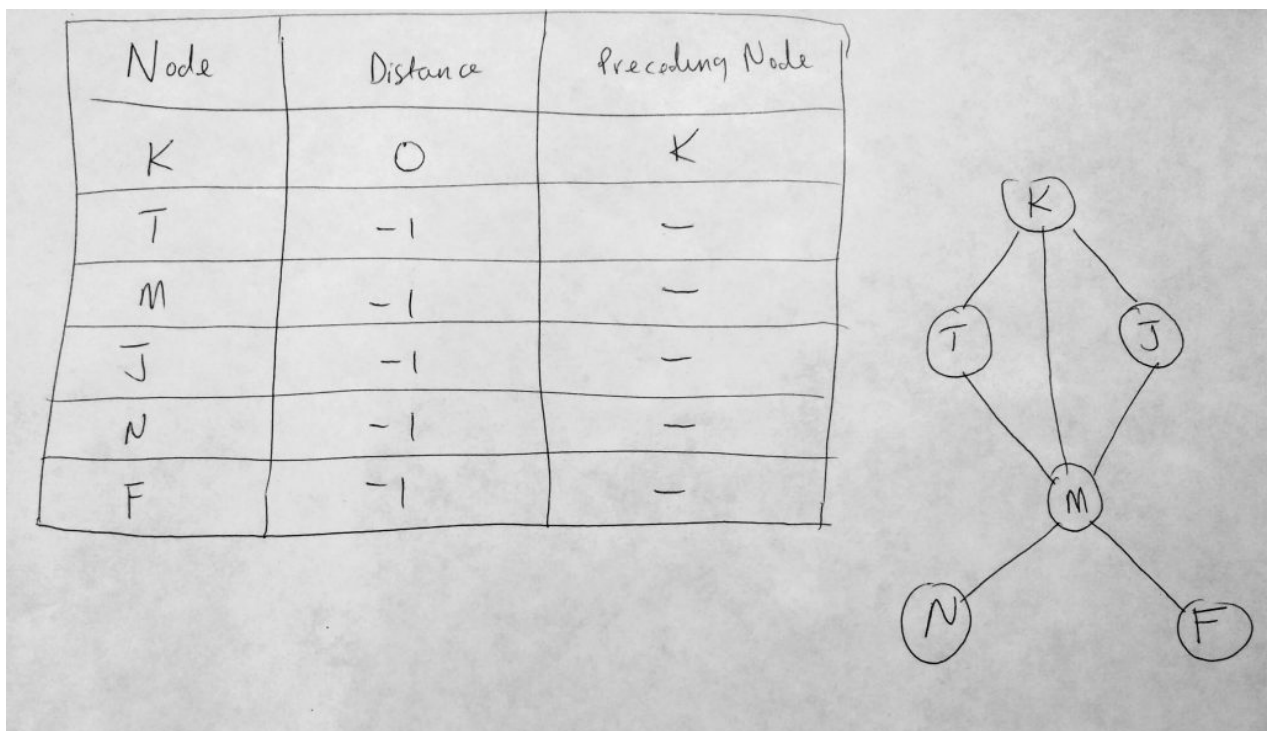 Node Distance Preceding Node
K 0 K
T -1 —
M -1 —
J -1 —
N -1 —
F -1 —
K
T J
M
N F